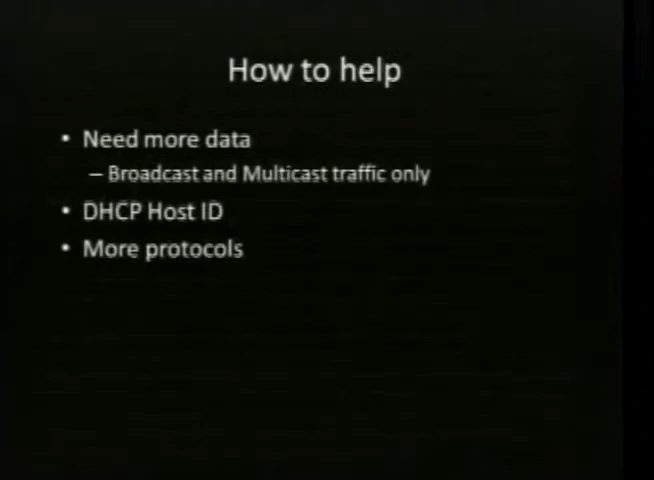 How to help
• Need more data
– Broadcast and Multicast traffic only
• DHCP Host ID
• More protocols